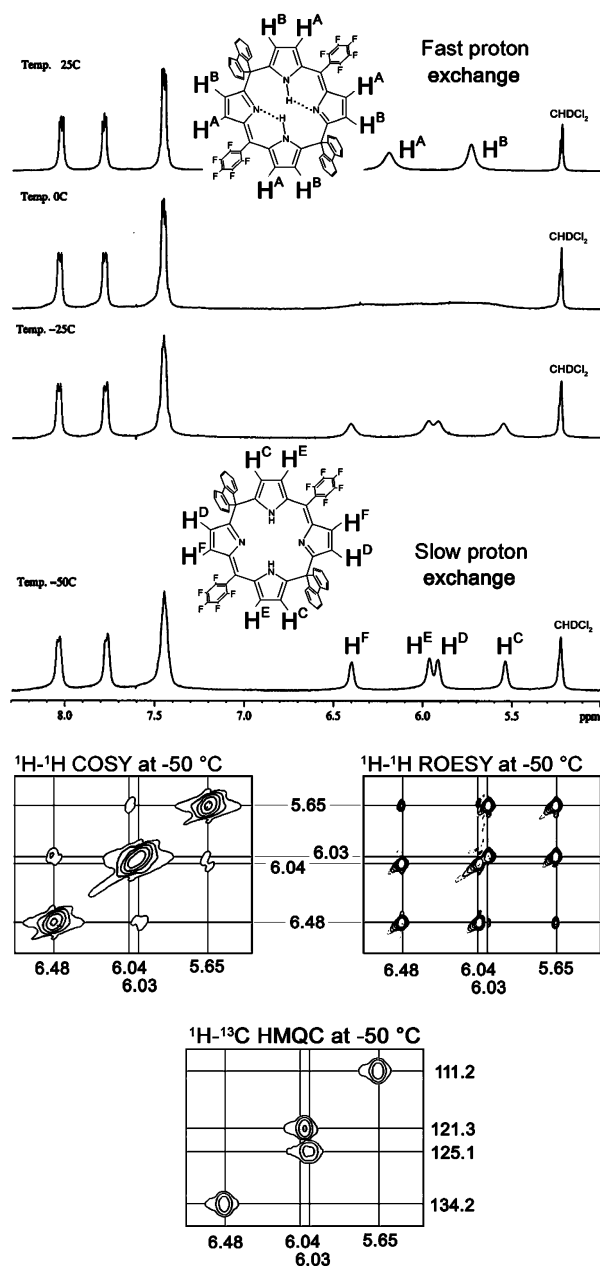 Temp. 25C
H^B H^A
Fast proton
exchange
F
F
F
F
F
H^B
H^A
N
H
N
N
H
N
H^A
H^B
F
F
F
F
F
H^A H^B
H^A
H^B
CHDCl₂
Temp. 0C
CHDCl₂
Temp. –25C
CHDCl₂
H^C H^E
F
F
F
F
F
H^D
H^F
NH
N
N
H
N
H^F
H^D
Slow proton
exchange
F
F
F
F
F
H^E H^C
Temp. –50C
H^F
H^E H^D
H^C
CHDCl₂
8.0 7.5 7.0 6.5 6.0 5.5 ppm
¹H-¹H COSY at -50 °C
¹H-¹H ROESY at -50 °C
5.65
6.03
6.04
6.48
6.48 6.04 5.65
6.03
6.48 6.04 5.65
6.03
¹H-¹³C HMQC at -50 °C
111.2
121.3
125.1
134.2
6.48 6.04 5.65
6.03